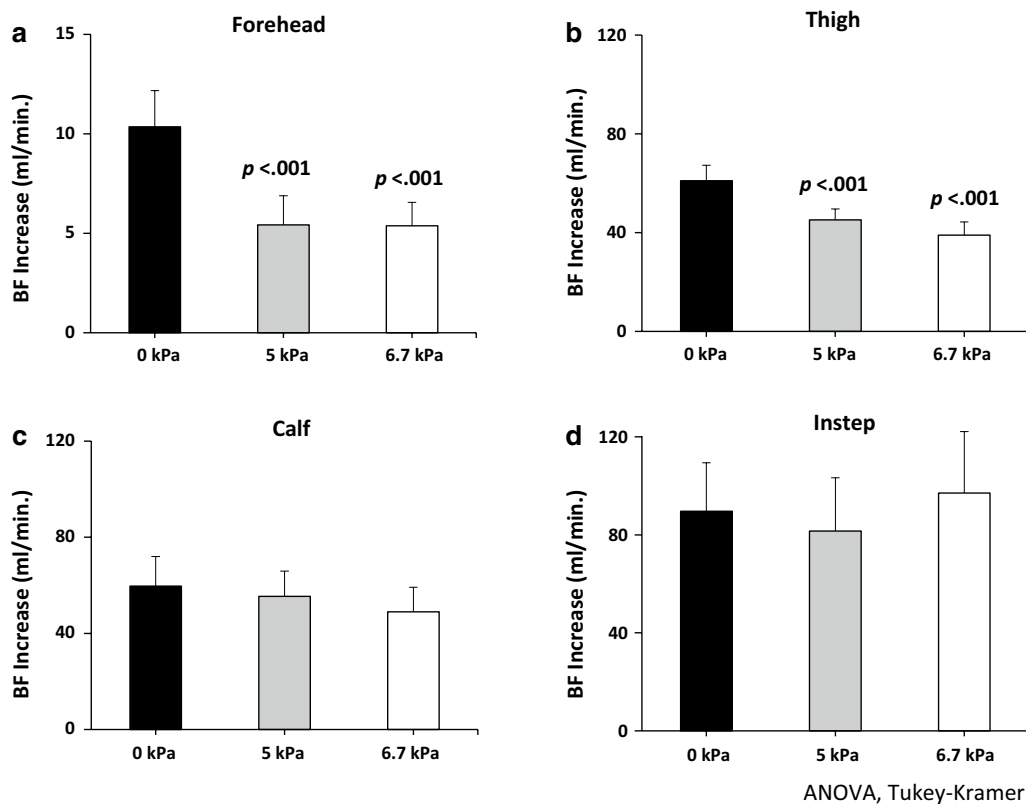 a
Forehead
BF Increase (ml/min.)
15
10
5
0
p <.001
p <.001
0 kPa
5 kPa
6.7 kPa
b
Thigh
BF Increase (ml/min.)
120
80
40
0
p <.001
p <.001
0 kPa
5 kPa
6.7 kPa
c
Calf
BF Increase (ml/min.)
120
80
40
0
0 kPa
5 kPa
6.7 kPa
d
Instep
BF Increase (ml/min.)
120
80
40
0
0 kPa
5 kPa
6.7 kPa
ANOVA, Tukey-Kramer